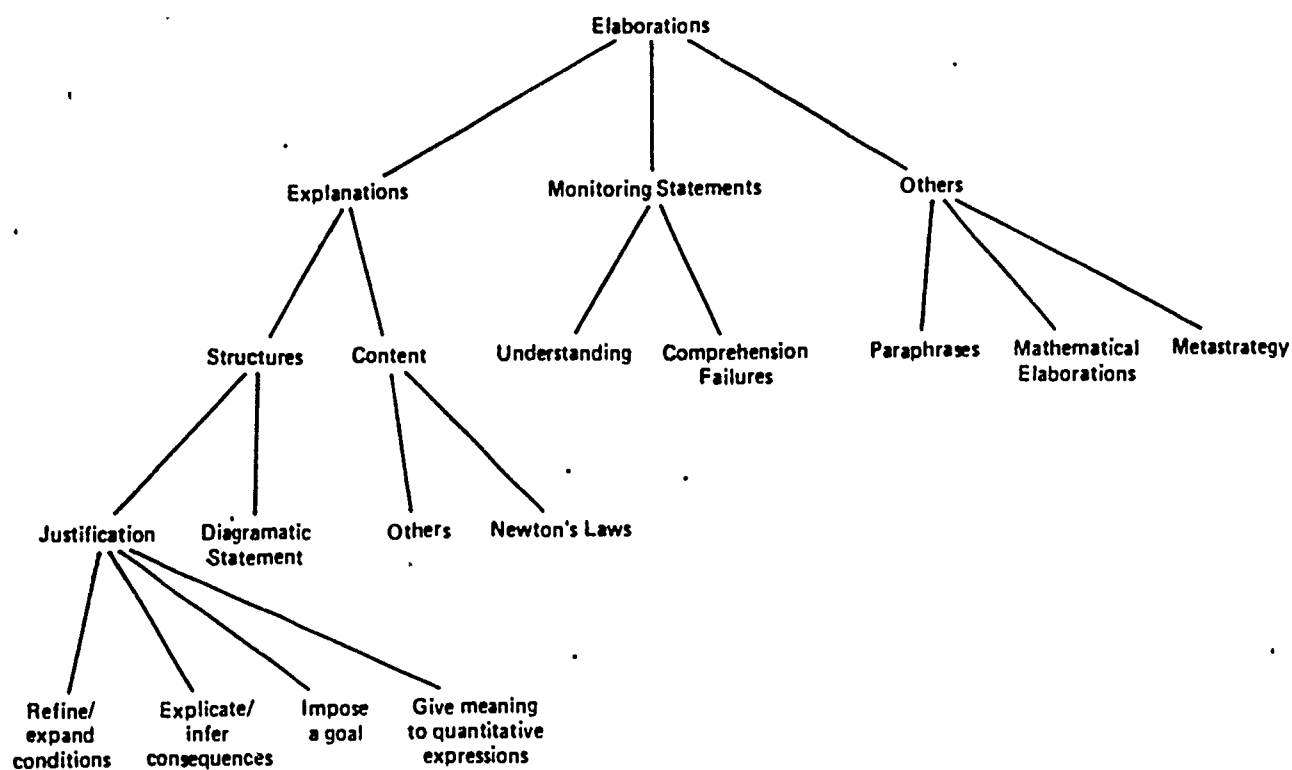 Elaborations
Explanations
Monitoring Statements
Others
Structures
Content
Understanding
Comprehension
Failures
Paraphrases
Mathematical
Elaborations
Metastrategy
Justification
Diagramatic
Statement
Others
Newton's Laws
Refine/
expand
conditions
Explicate/
infer
consequences
Impose
a goal
Give meaning
to quantitative
expressions